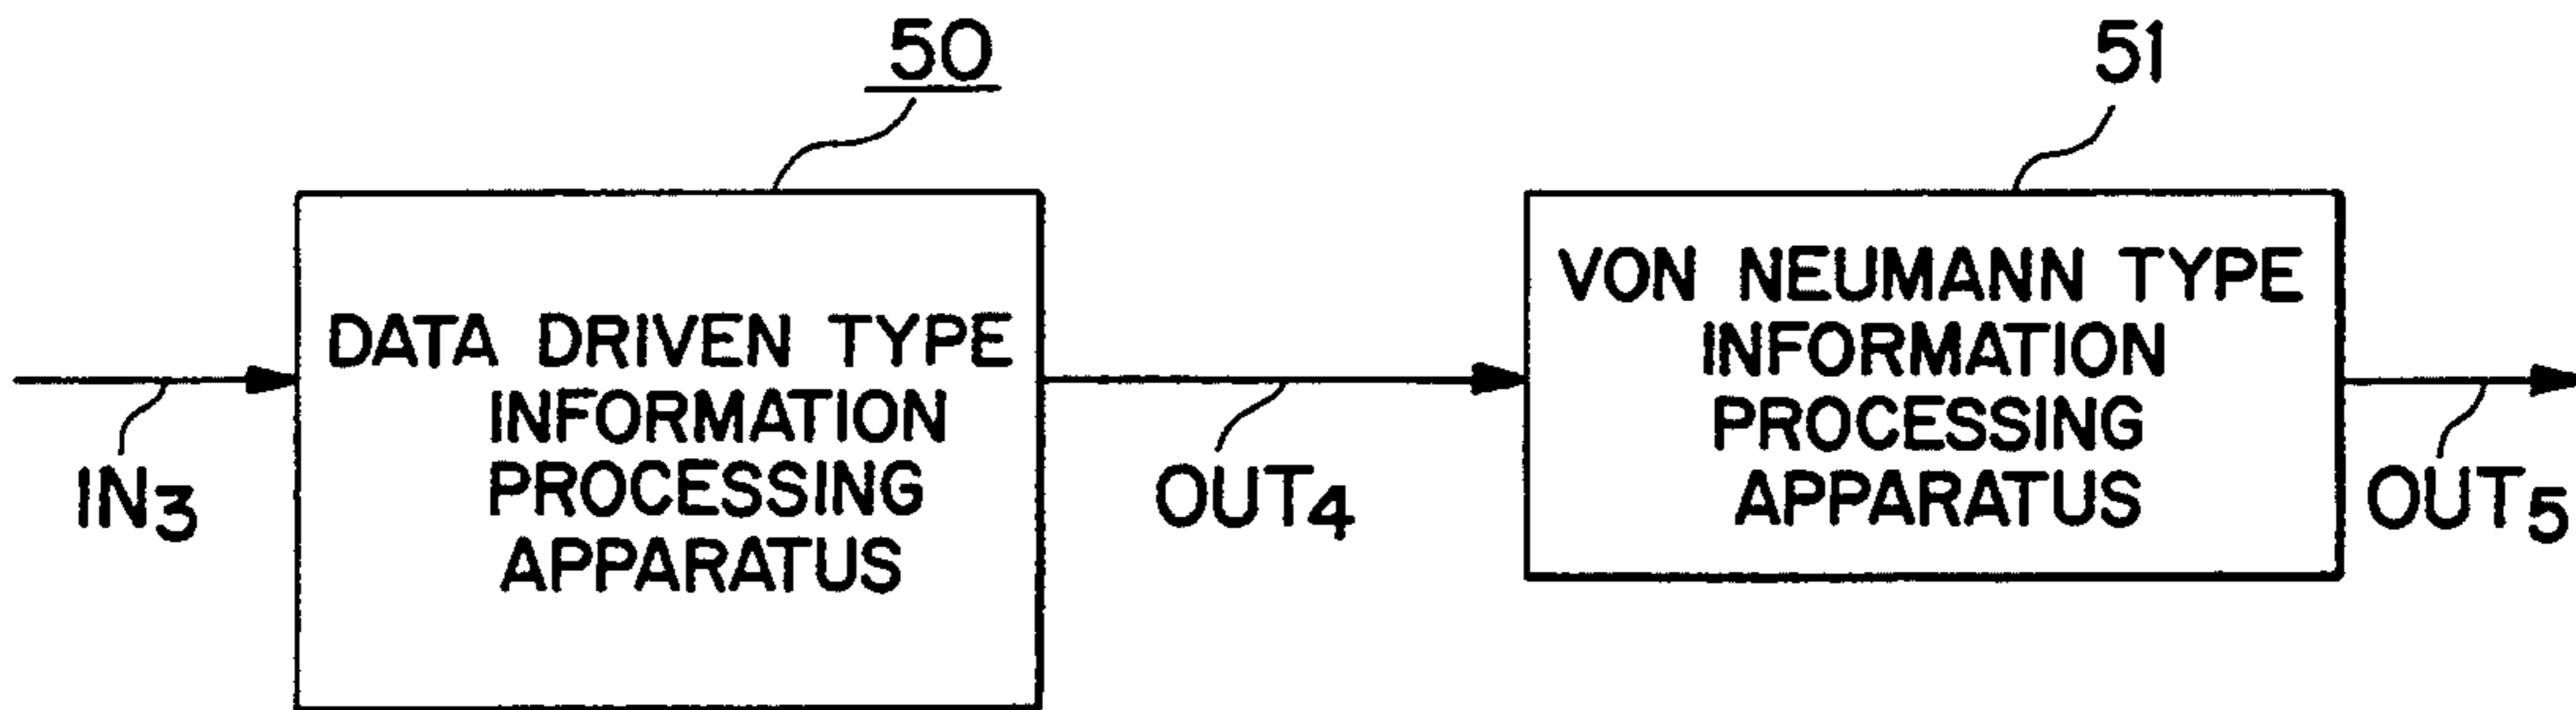 50
51
DATA DRIVEN TYPE
INFORMATION
PROCESSING
APPARATUS
VON NEUMANN TYPE
INFORMATION
PROCESSING
APPARATUS
IN3
OUT4
OUT5